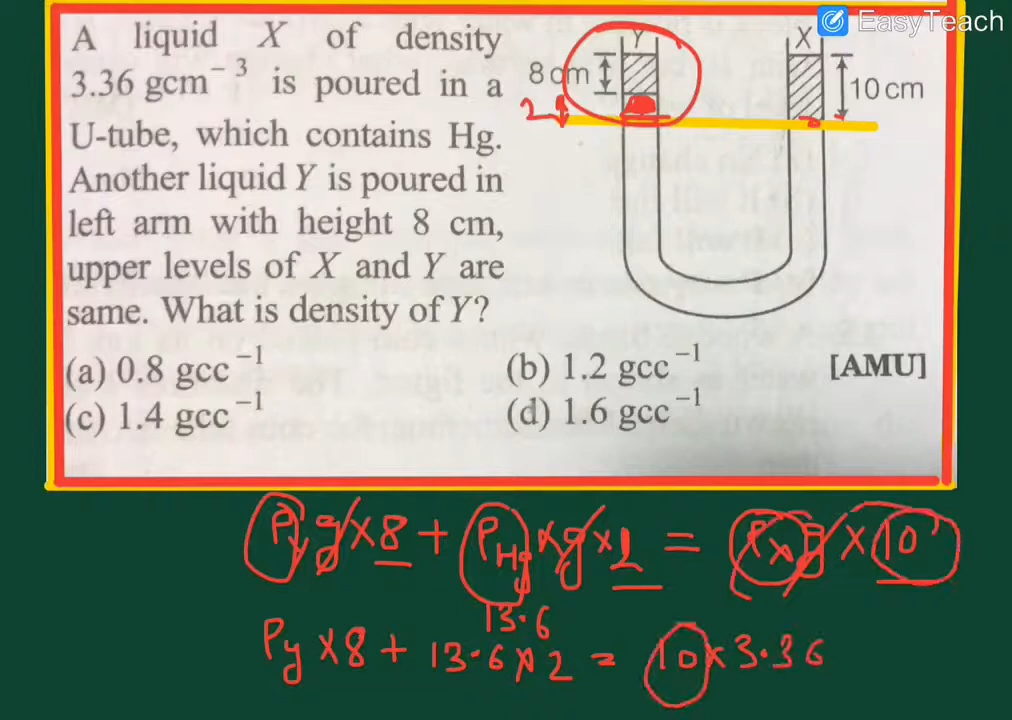 EasyTeach
A liquid X of density
3.36 gcm⁻³ is poured in a
U-tube, which contains Hg.
Another liquid Y is poured in
left arm with height 8 cm,
upper levels of X and Y are
same. What is density of Y?
Y
X
8 cm
10 cm
2
(a) 0.8 gcc⁻¹
(b) 1.2 gcc⁻¹
[AMU]
(c) 1.4 gcc⁻¹
(d) 1.6 gcc⁻¹
Pyg×8 + PHg×g×2 = Pxg×10
13.6
Py×8 + 13.6×2 = 10×3.36